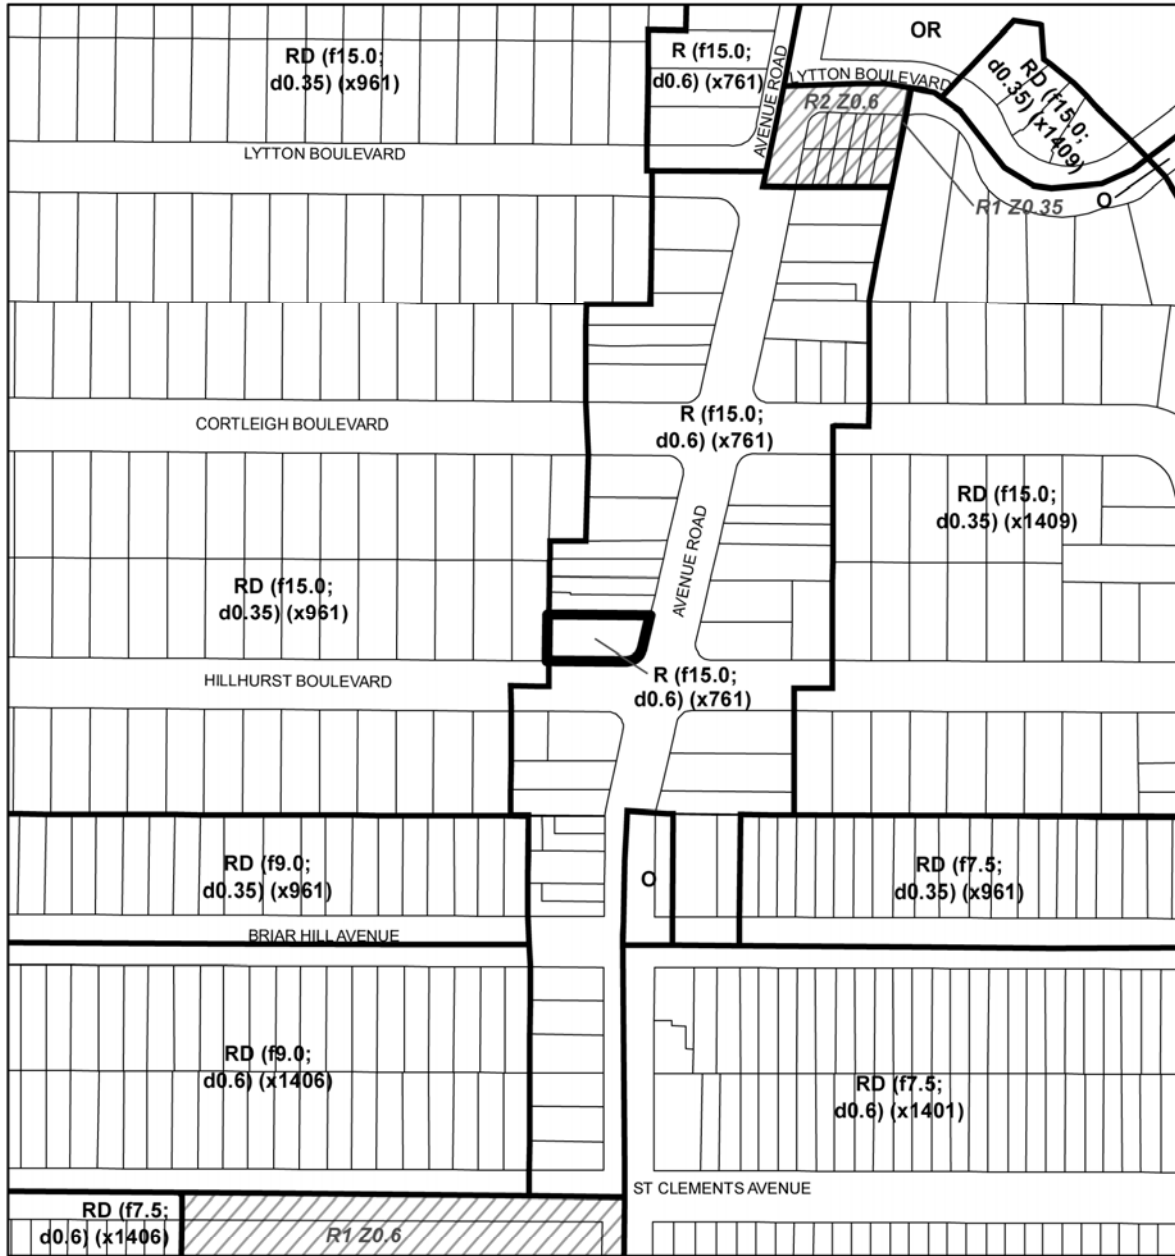 OR
RD (f15.0;
d0.35) (x961)
R (f15.0;
d0.6) (x761)
AVENUE ROAD
LYTTON BOULEVARD
RD (f15.0;
d0.35) (x1409)
R2 Z0.6
LYTTON BOULEVARD
O
R1 Z0.35
CORTLEIGH BOULEVARD
R (f15.0;
d0.6) (x761)
RD (f15.0;
d0.35) (x1409)
AVENUE ROAD
RD (f15.0;
d0.35) (x961)
HILLHURST BOULEVARD
R (f15.0;
d0.6) (x761)
RD (f9.0;
d0.35) (x961)
O
RD (f7.5;
d0.35) (x961)
BRIAR HILL AVENUE
RD (f9.0;
d0.6) (x1406)
RD (f7.5;
d0.6) (x1401)
ST CLEMENTS AVENUE
RD (f7.5;
d0.6) (x1406)
R1 Z0.6